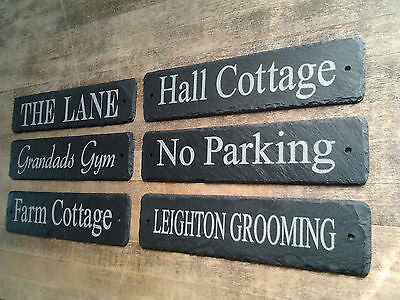 THE LANE
Hall Cottage
Grandads Gym
No Parking
Farm Cottage
LEIGHTON GROOMING